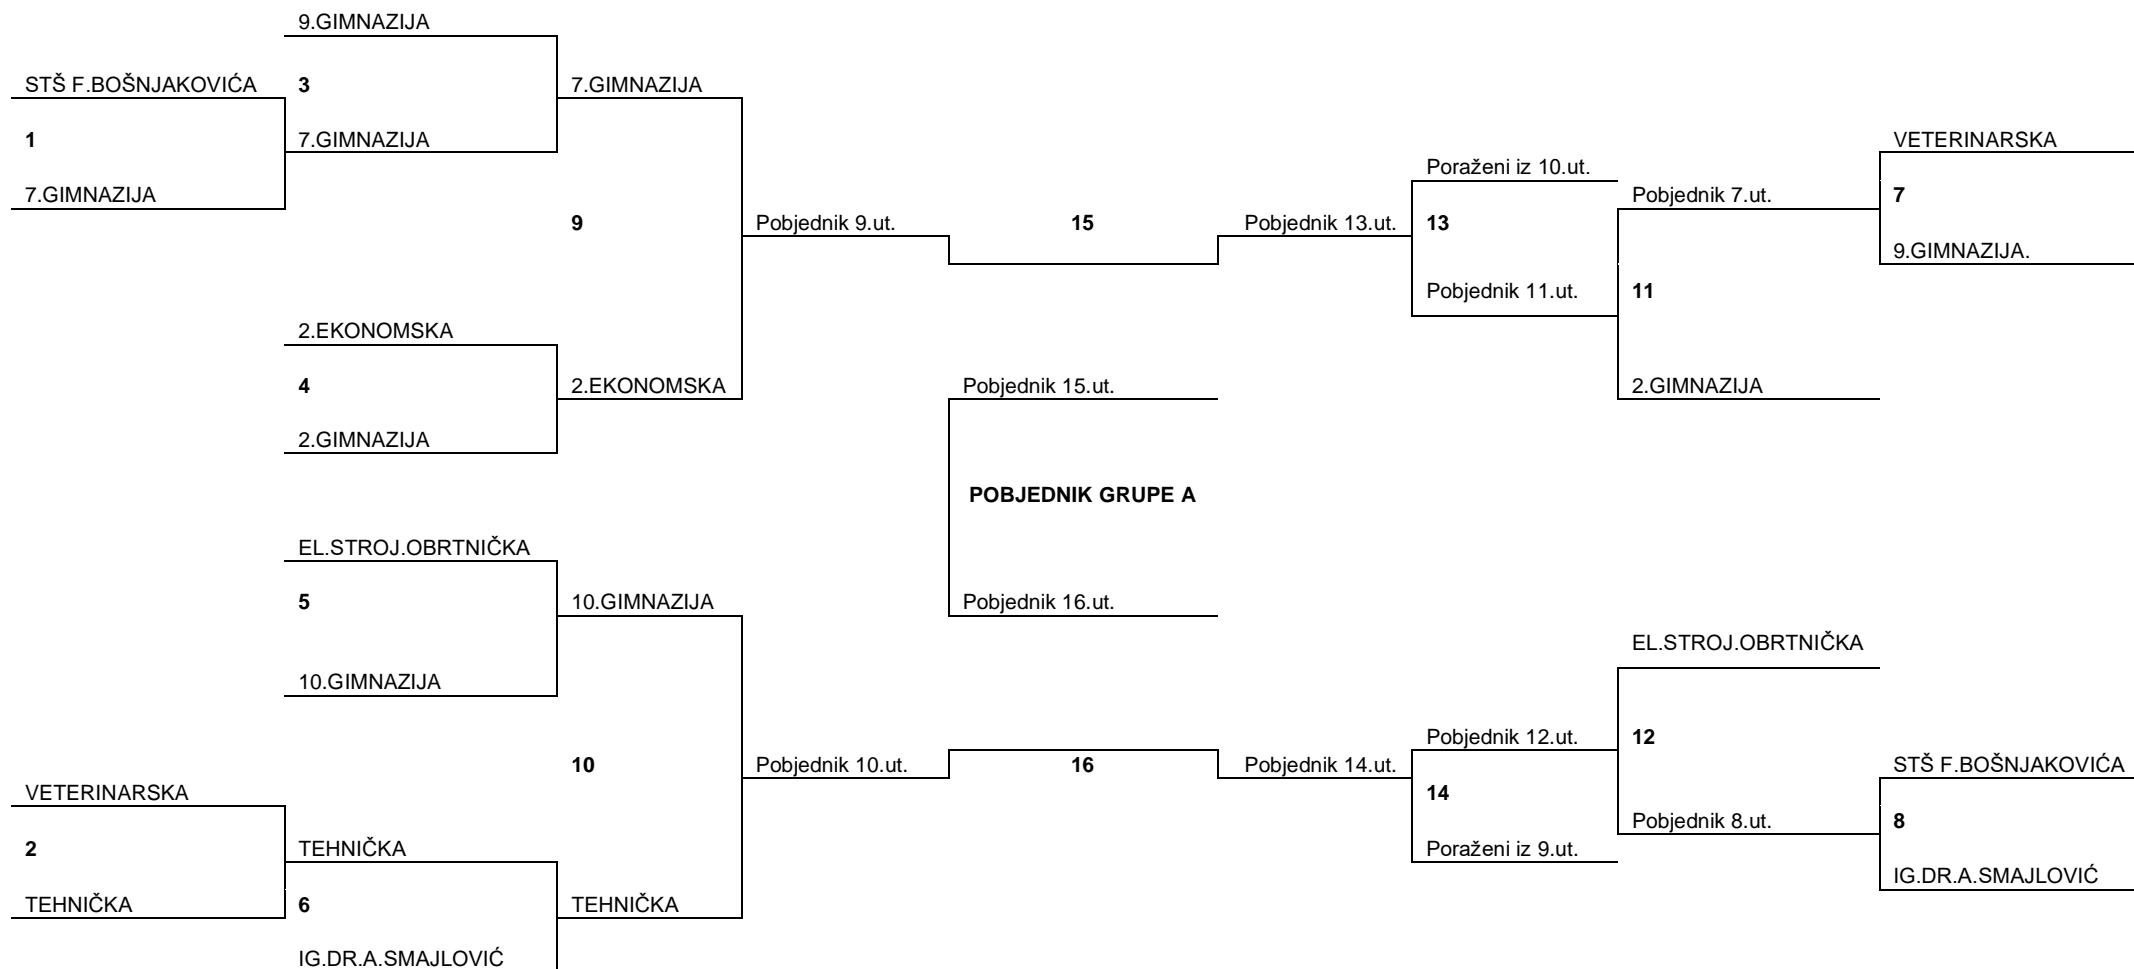 9.GIMNAZIJA
STŠ F.BOŠNJAKOVIĆA
3
7.GIMNAZIJA
1
7.GIMNAZIJA
VETERINARSKA
Poraženi iz 10.ut.
7.GIMNAZIJA
Pobjednik 7.ut.
7
9
Pobjednik 9.ut.
15
Pobjednik 13.ut.
13
9.GIMNAZIJA.
Pobjednik 11.ut.
11
2.EKONOMSKA
4
2.EKONOMSKA
Pobjednik 15.ut.
2.GIMNAZIJA
2.GIMNAZIJA
POBJEDNIK GRUPE A
EL.STROJ.OBRTNIČKA
5
10.GIMNAZIJA
Pobjednik 16.ut.
EL.STROJ.OBRTNIČKA
10.GIMNAZIJA
Pobjednik 12.ut.
12
10
Pobjednik 10.ut.
16
Pobjednik 14.ut.
STŠ F.BOŠNJAKOVIĆA
VETERINARSKA
14
Pobjednik 8.ut.
8
2
TEHNIČKA
Poraženi iz 9.ut.
IG.DR.A.SMAJLOVIĆ
TEHNIČKA
6
TEHNIČKA
IG.DR.A.SMAJLOVIĆ